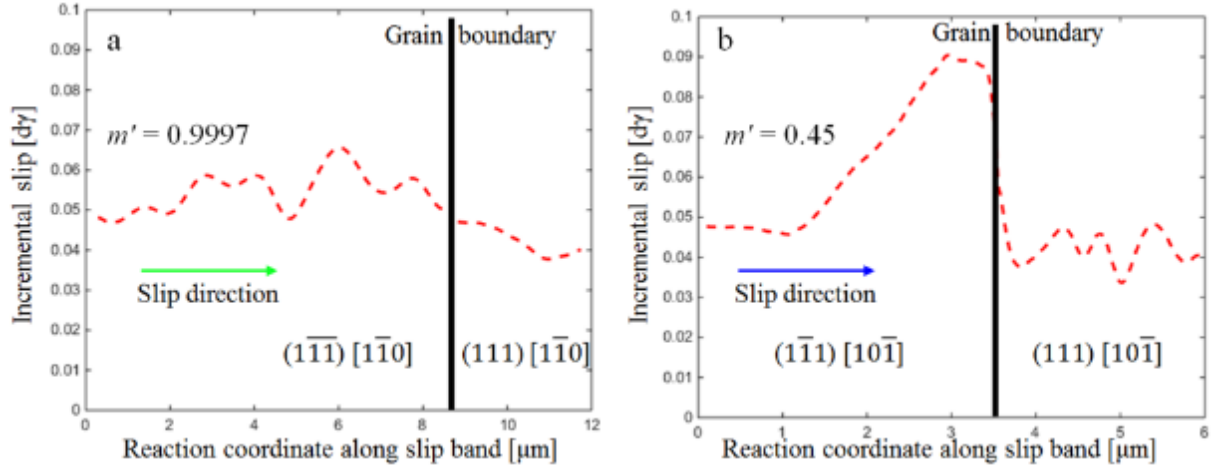 a
Grain boundary
m' = 0.9997
Slip direction
(11̅1̅) [11̅0]
(111) [11̅0]
0.1
0.09
0.08
0.07
0.06
0.05
0.04
0.03
0.02
0.01
0
0 2 4 6 8 10 12
Incremental slip [dγ]
Reaction coordinate along slip band [μm]
b
Grain boundary
m' = 0.45
Slip direction
(11̅1) [101̅]
(111) [101̅]
0.1
0.09
0.08
0.07
0.06
0.05
0.04
0.03
0.02
0.01
0
0 1 2 3 4 5 6
Incremental slip [dγ]
Reaction coordinate along slip band [μm]